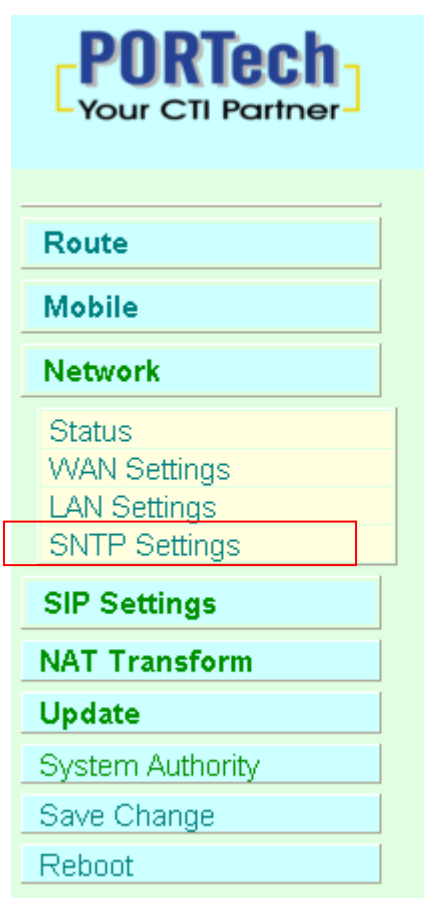 PORTech
Your CTI Partner
Route
Mobile
Network
Status
WAN Settings
LAN Settings
SNTP Settings
SIP Settings
NAT Transform
Update
System Authority
Save Change
Reboot